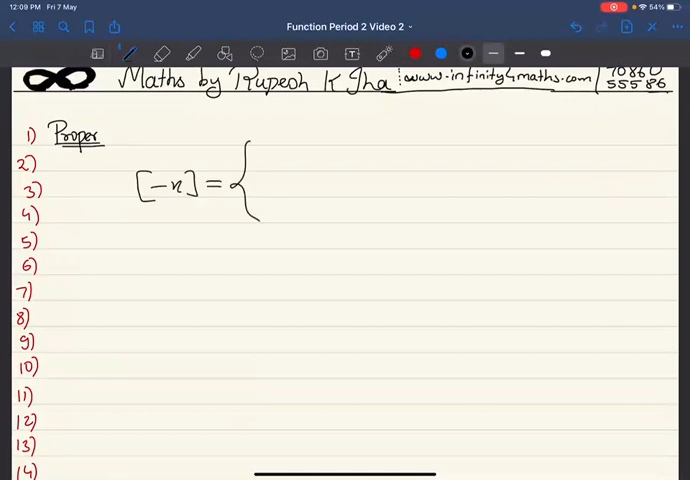 12:09 PM Fri 7 May
54%
Function Period 2 Video 2
Maths by Rupesh K Jha www.infinity4maths.com 70860
55586
1) Proper
2)
3) [-x] = {
4)
5)
6)
7)
8)
9)
10)
11)
12)
13)
14)